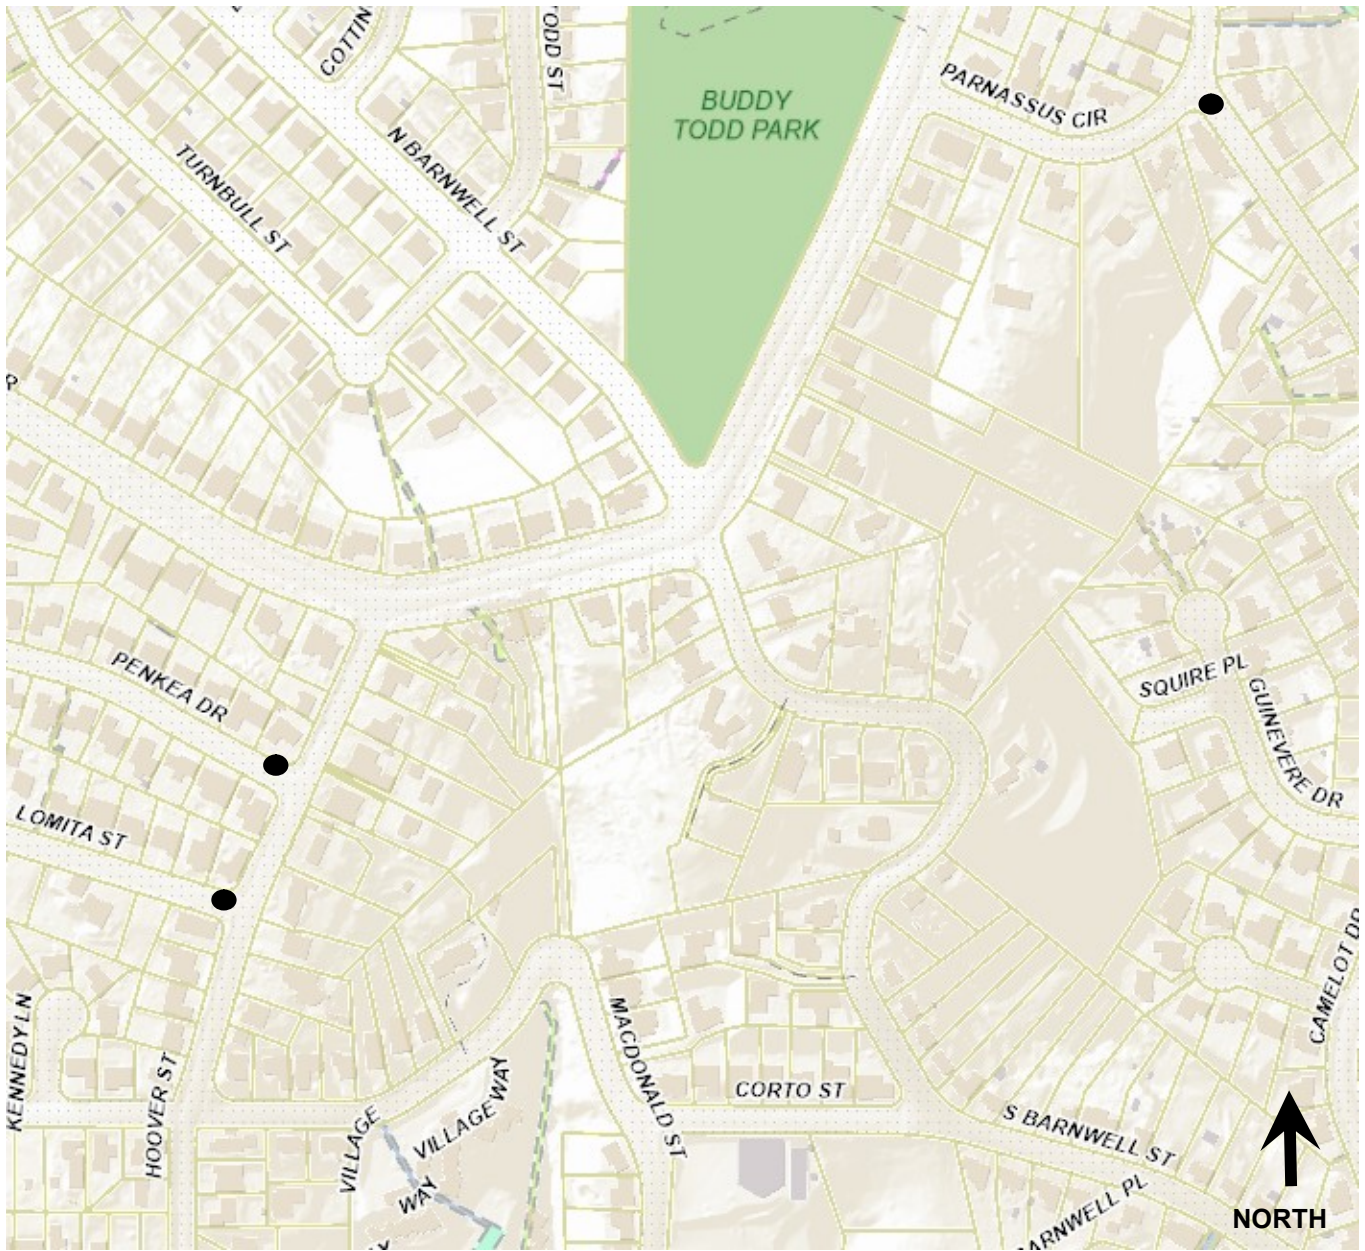 COTTIN
TODD ST
BUDDY
TODD PARK
PARNASSUS CIR
N BARNWELL ST
TURNBULL ST
R
PENKEA DR
SQUIRE PL
GUINEVERE DR
LOMITA ST
CAMELOT DR
KENNEDY LN
HOOVER ST
MACDONALD ST
VILLAGE WAY
CORTO ST
S BARNWELL ST
VILLAGE
WAY
BARNWELL PL
NORTH